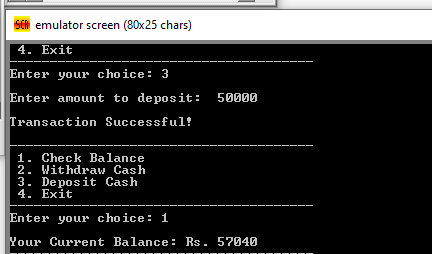 SCR emulator screen (80x25 chars)
4. Exit
----------------------------------------
Enter your choice: 3
Enter amount to deposit:  50000
Transaction Successful!
----------------------------------------
1. Check Balance
2. Withdraw Cash
3. Deposit Cash
4. Exit
----------------------------------------
Enter your choice: 1
Your Current Balance: Rs. 57040
----------------------------------------